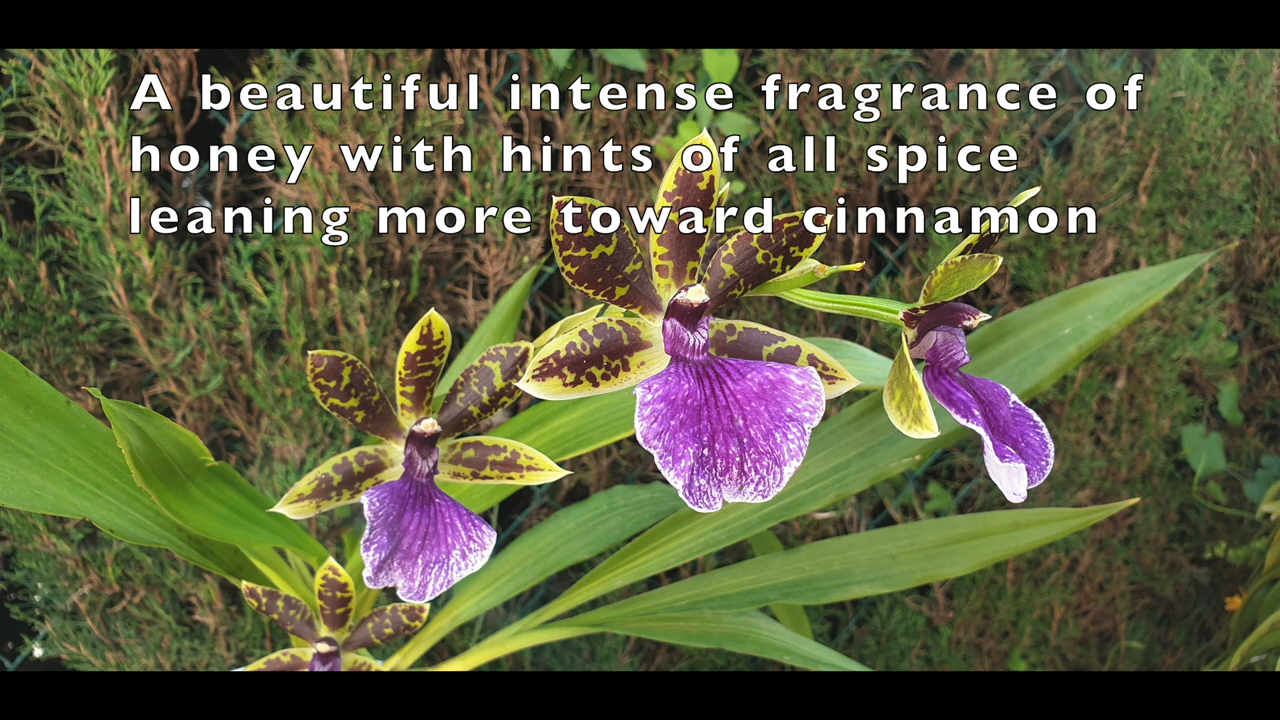 A beautiful intense fragrance of
honey with hints of all spice
leaning more toward cinnamon